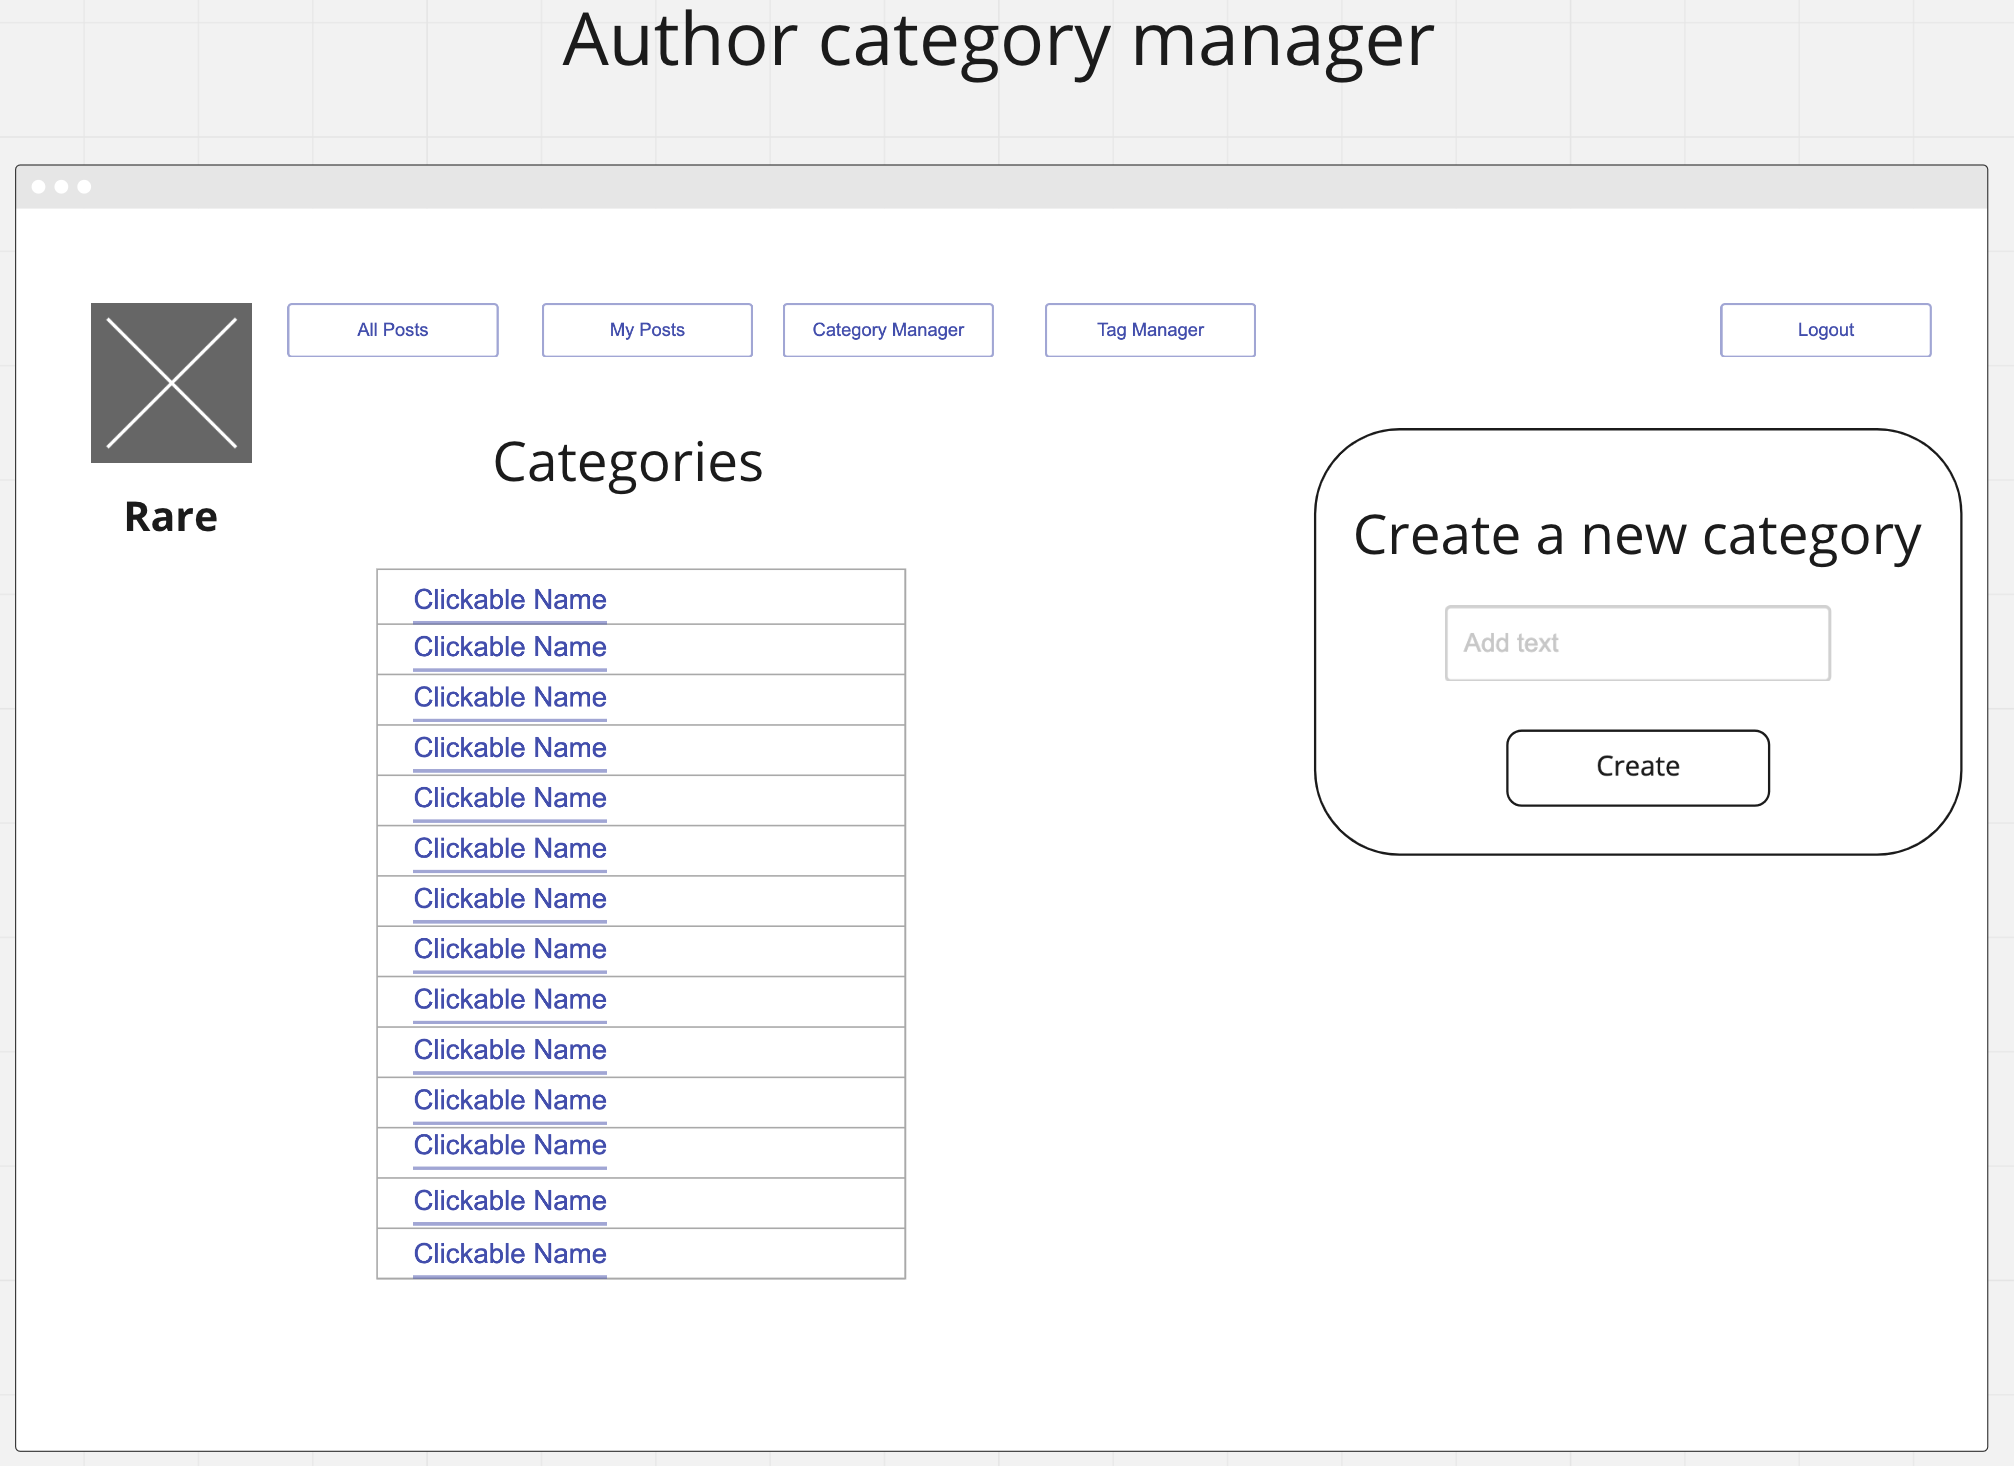 Author category manager
All Posts
My Posts
Category Manager
Tag Manager
Logout
Rare
Categories
Clickable Name
Clickable Name
Clickable Name
Clickable Name
Clickable Name
Clickable Name
Clickable Name
Clickable Name
Clickable Name
Clickable Name
Clickable Name
Clickable Name
Clickable Name
Clickable Name
Create a new category
Add text
Create